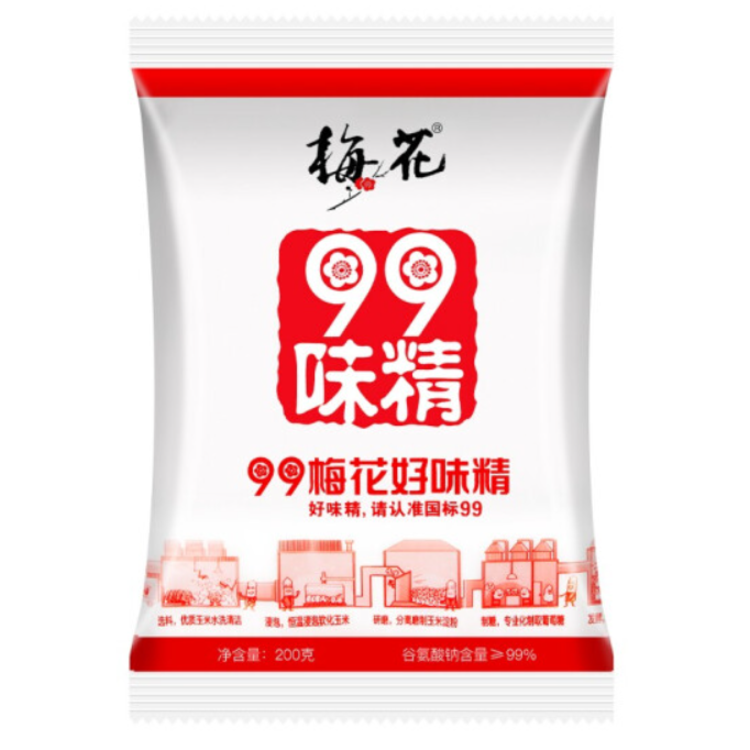 梅花®
99
味精
99梅花好味精
好味精,请认准国标99
选料,优质玉米水洗清洁
浸泡,恒温浸泡软化玉米
研磨,分离磨制玉米淀粉
制糖,专业化制取葡萄糖
净含量:200克
谷氨酸钠含量≥99%